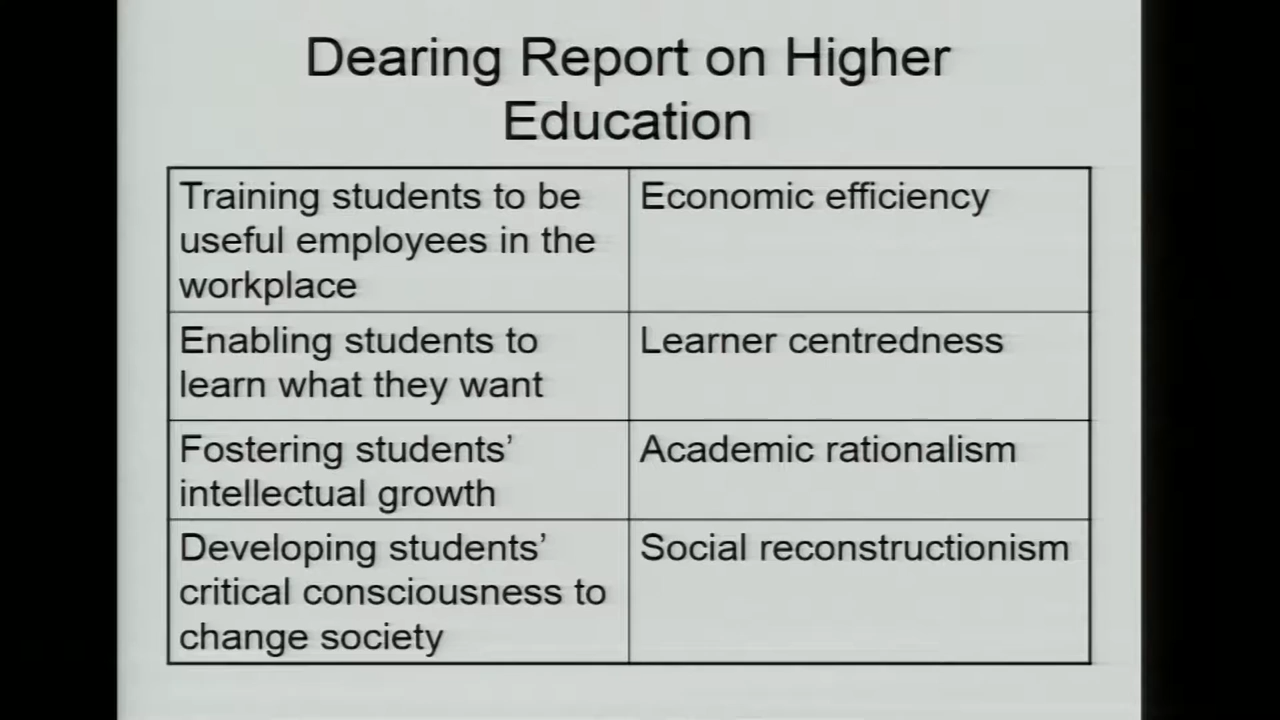 Dearing Report on Higher
Education
Training students to be
useful employees in the
workplace
Economic efficiency
Enabling students to
learn what they want
Learner centredness
Fostering students’
intellectual growth
Academic rationalism
Developing students’
critical consciousness to
change society
Social reconstructionism